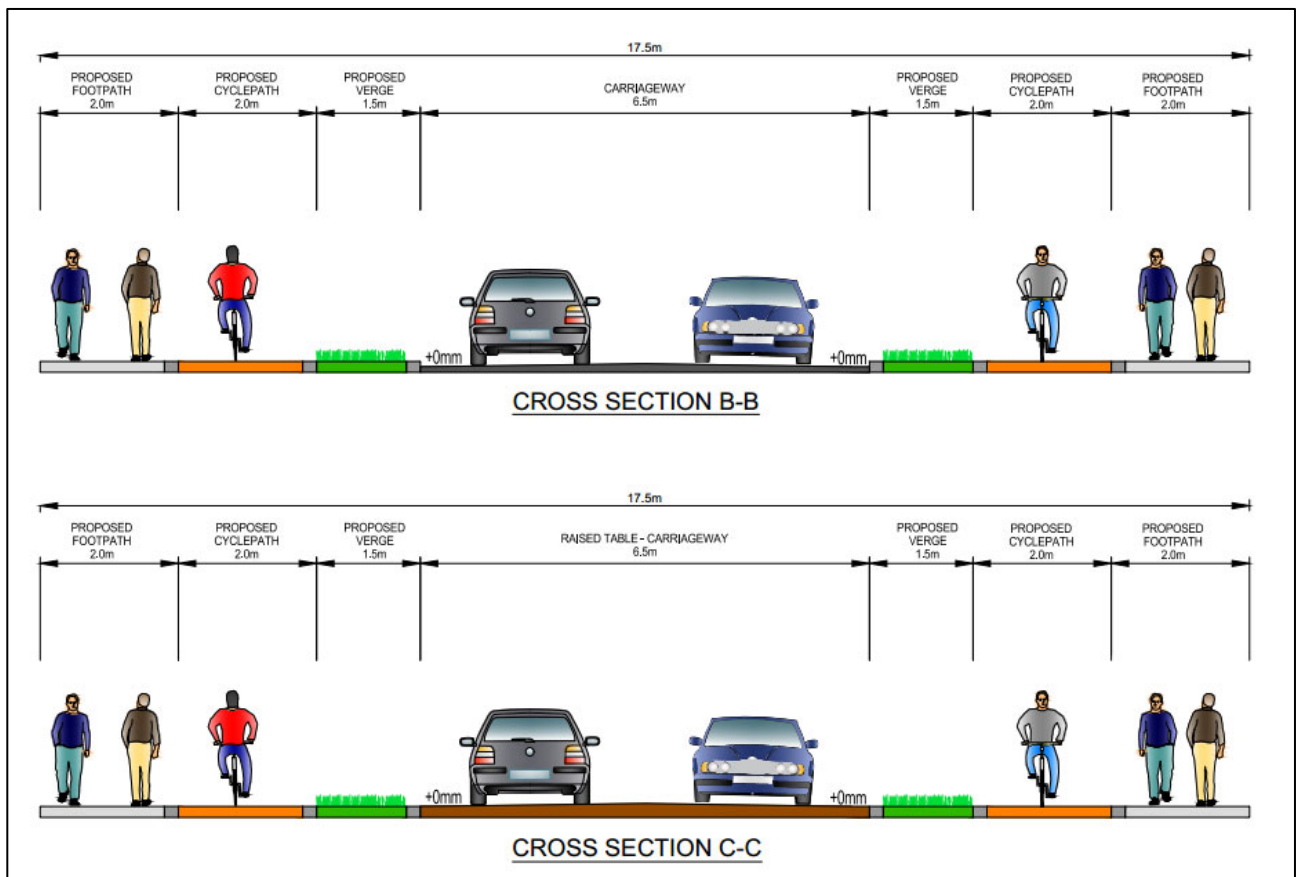 17.5m
PROPOSED
FOOTPATH
2.0m
PROPOSED
CYCLEPATH
2.0m
PROPOSED
VERGE
1.5m
CARRIAGEWAY
6.5m
PROPOSED
VERGE
1.5m
PROPOSED
CYCLEPATH
2.0m
PROPOSED
FOOTPATH
2.0m
+0mm
+0mm
CROSS SECTION B-B
17.5m
PROPOSED
FOOTPATH
2.0m
PROPOSED
CYCLEPATH
2.0m
PROPOSED
VERGE
1.5m
RAISED TABLE - CARRIAGEWAY
6.5m
PROPOSED
VERGE
1.5m
PROPOSED
CYCLEPATH
2.0m
PROPOSED
FOOTPATH
2.0m
+0mm
+0mm
CROSS SECTION C-C